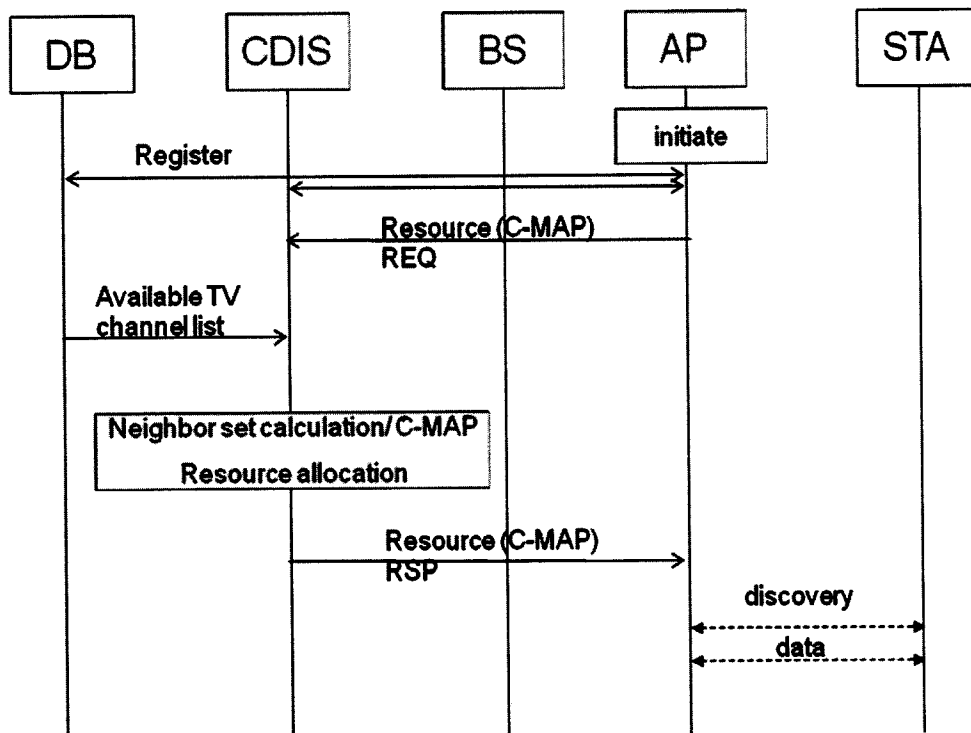 DB
CDIS
BS
AP
STA
initiate
Register
Resource (C-MAP)
REQ
Available TV
channel list
Neighbor set calculation/ C-MAP
Resource allocation
Resource (C-MAP)
RSP
discovery
data